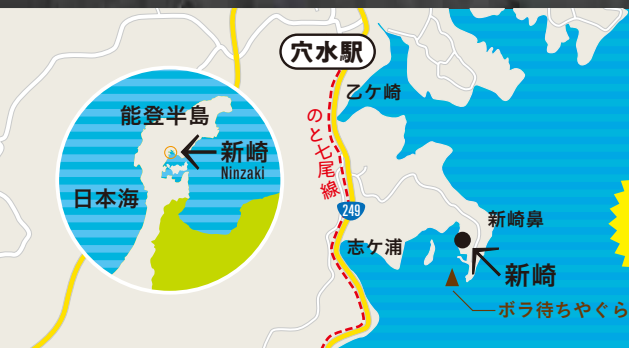 穴水駅
乙ケ崎
能登半島
のと七尾線
新崎
Ninzaki
日本海
249
新崎鼻
志ケ浦
新崎
ボラ待ちやぐら